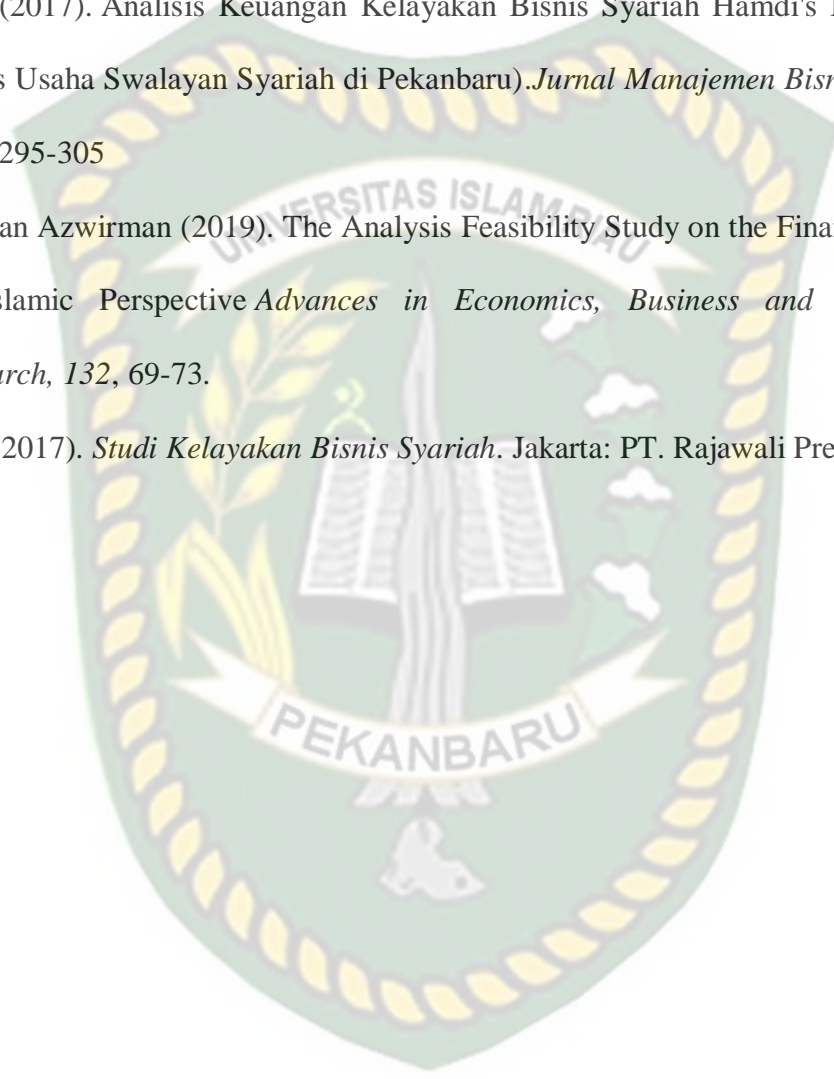 (2017). Analisis Keuangan Kelayakan Bisnis Syariah Hamdi's
s Usaha Swalayan Syariah di Pekanbaru).Jurnal Manajemen Bisn
295-305
an Azwirman (2019). The Analysis Feasibility Study on the Fina
slamic Perspective Advances in Economics, Business and
rch, 132, 69-73.
2017). Studi Kelayakan Bisnis Syariah. Jakarta: PT. Rajawali Pre
UNIVERSITAS ISLAM RIAU
PEKANBARU